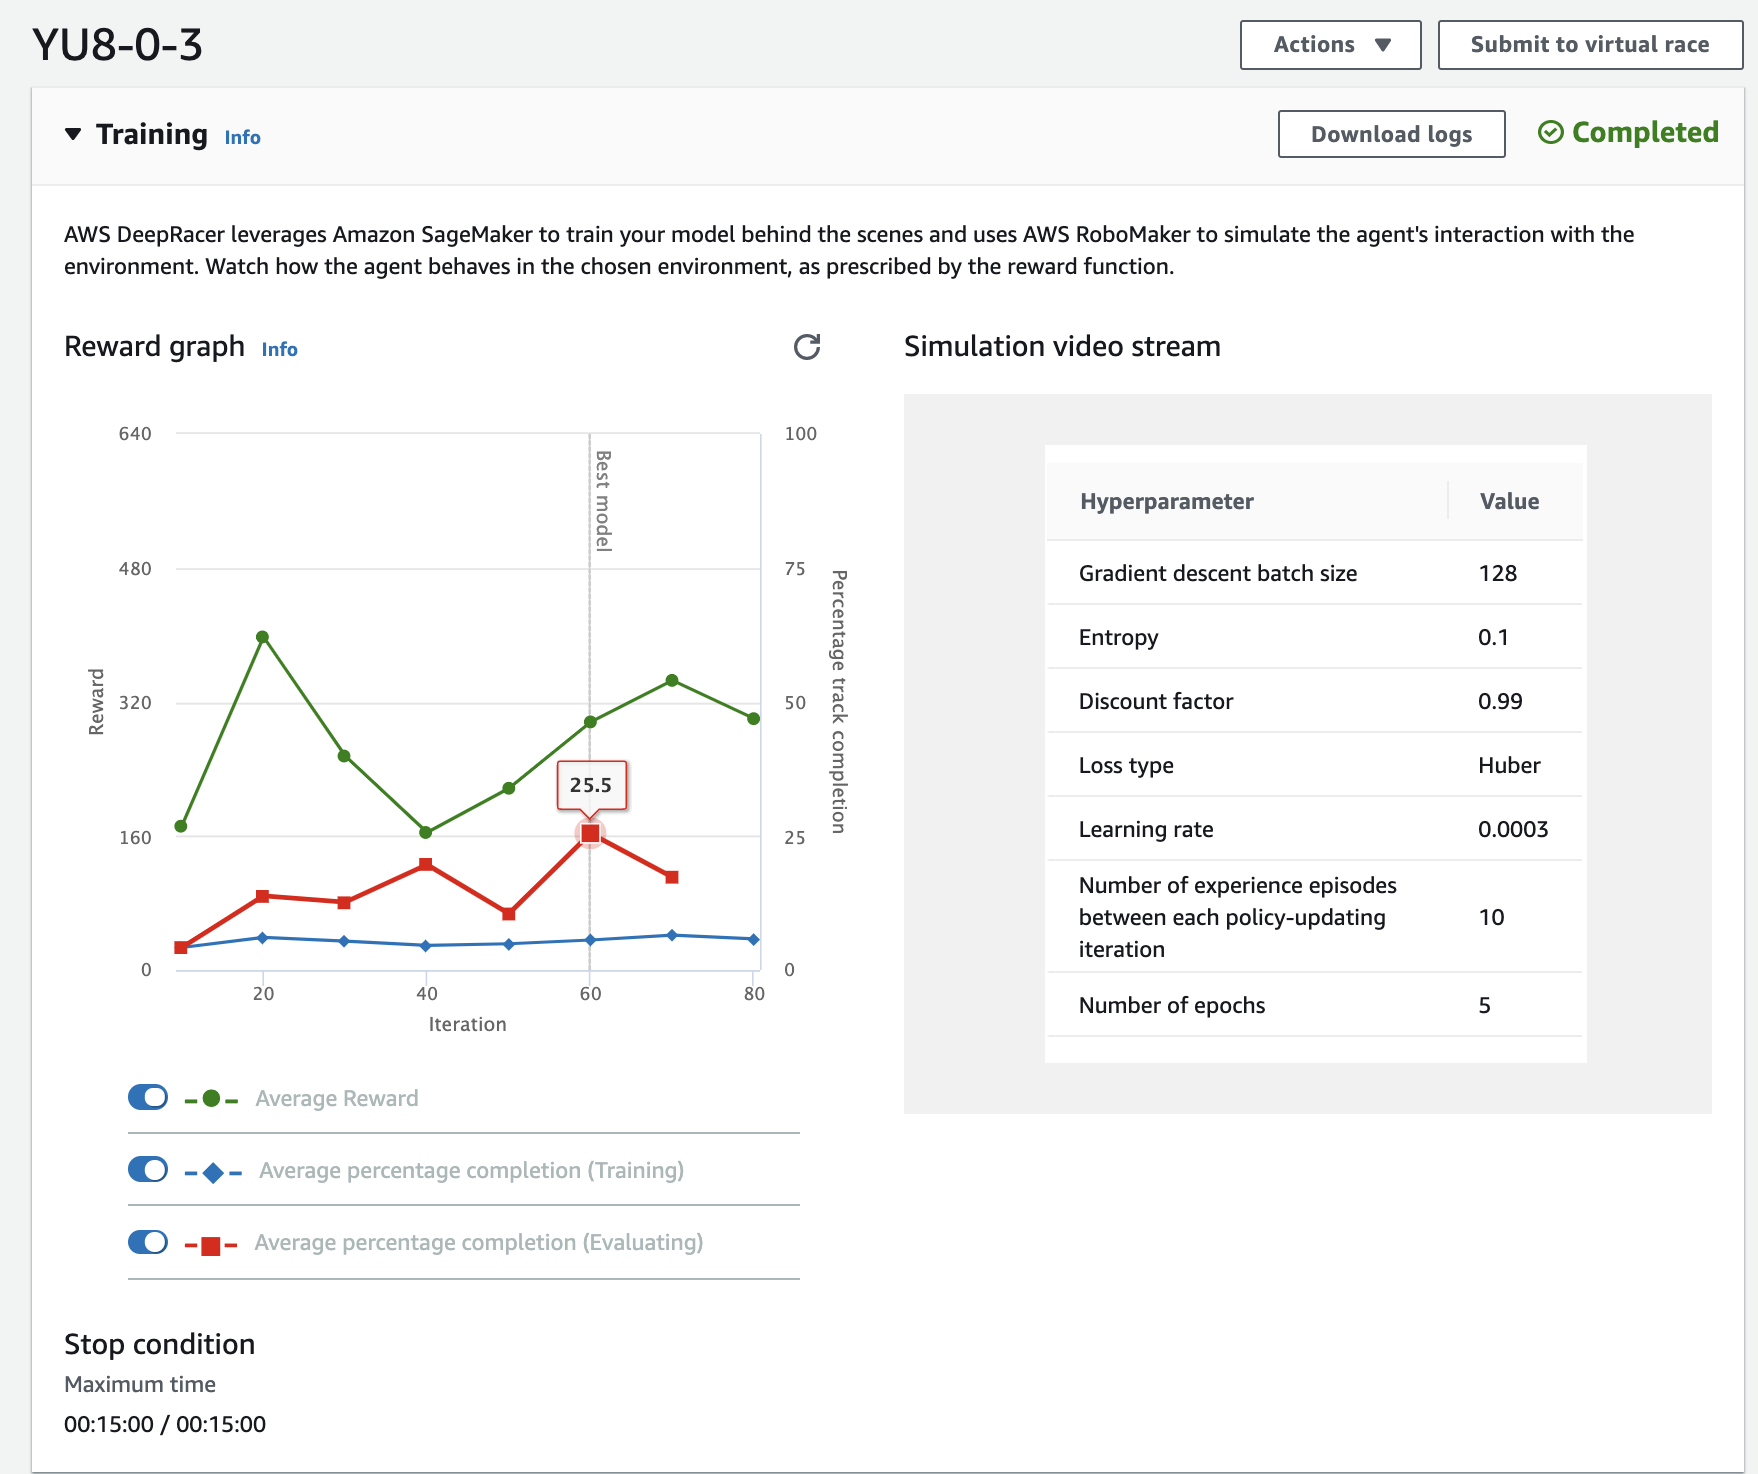 YU8-0-3
Actions
Submit to virtual race
Training Info
Download logs
Completed
AWS DeepRacer leverages Amazon SageMaker to train your model behind the scenes and uses AWS RoboMaker to simulate the agent's interaction with the
environment. Watch how the agent behaves in the chosen environment, as prescribed by the reward function.
Reward graph Info
640
480
320
160
0
Reward
100
75
50
25
0
Percentage track completion
Best model
25.5
20 40 60 80
Iteration
Average Reward
Average percentage completion (Training)
Average percentage completion (Evaluating)
Simulation video stream
Hyperparameter Value
Gradient descent batch size 128
Entropy 0.1
Discount factor 0.99
Loss type Huber
Learning rate 0.0003
Number of experience episodes
between each policy-updating 10
iteration
Number of epochs 5
Stop condition
Maximum time
00:15:00 / 00:15:00